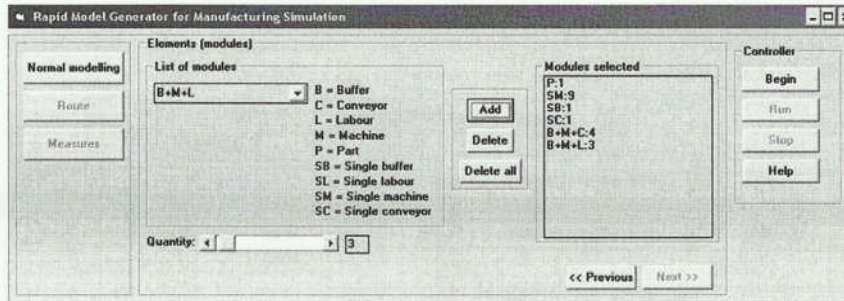 Rapid Model Generator for Manufacturing Simulation
Normal modelling
Route
Measures
Elements (modules)
List of modules
B+M+L
B = Buffer
C = Conveyor
L = Labour
M = Machine
P = Part
SB = Single buffer
SL = Single labour
SM = Single machine
SC = Single conveyor
Quantity:
3
Add
Delete
Delete all
Modules selected
P:1
SM:9
SB:1
SC:1
B+M+C:4
B+M+L:3
<< Previous
Next >>
Controller
Begin
Run
Stop
Help